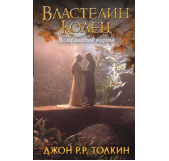 ВЛАСТЕЛИН
КОЛЕЦ
Возвращение короля
ДЖОН Р.Р. ТОЛКИН